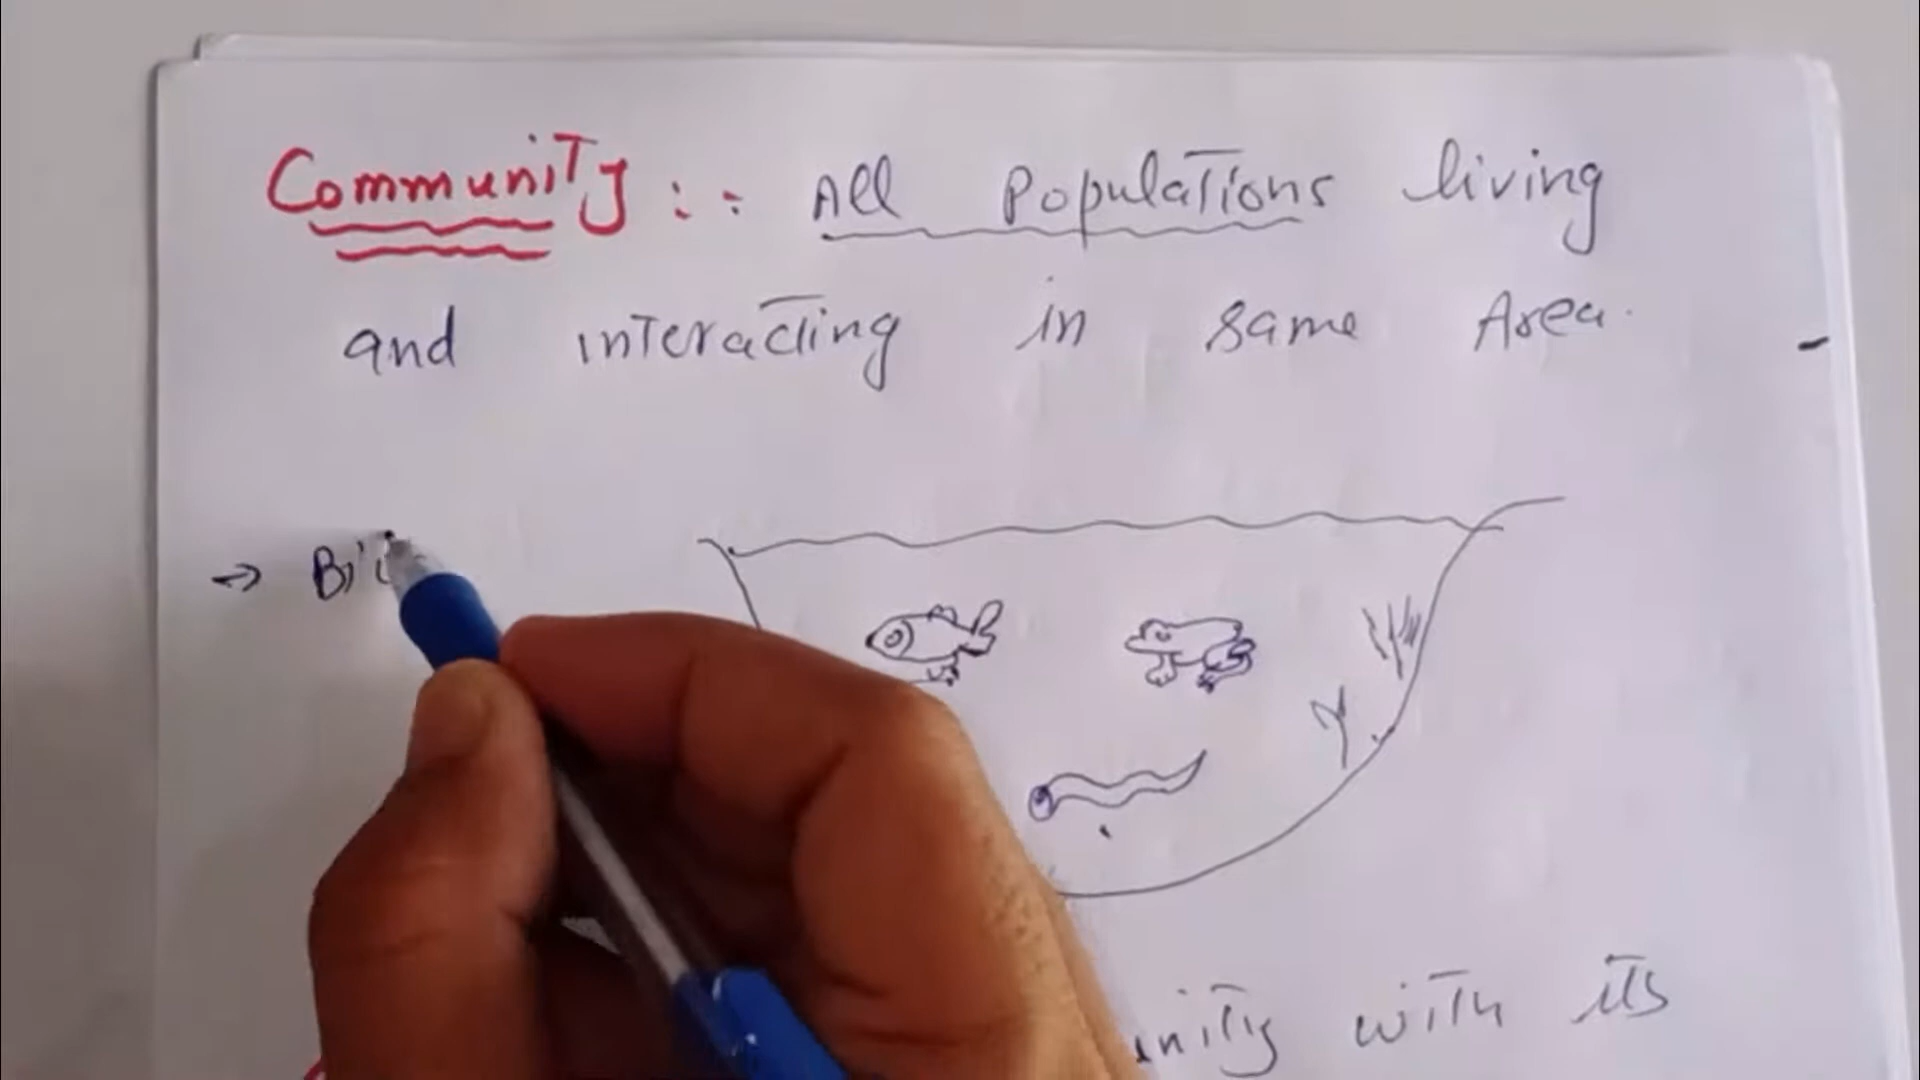 Community :- All Populations living
and interacting in same Area.
with its